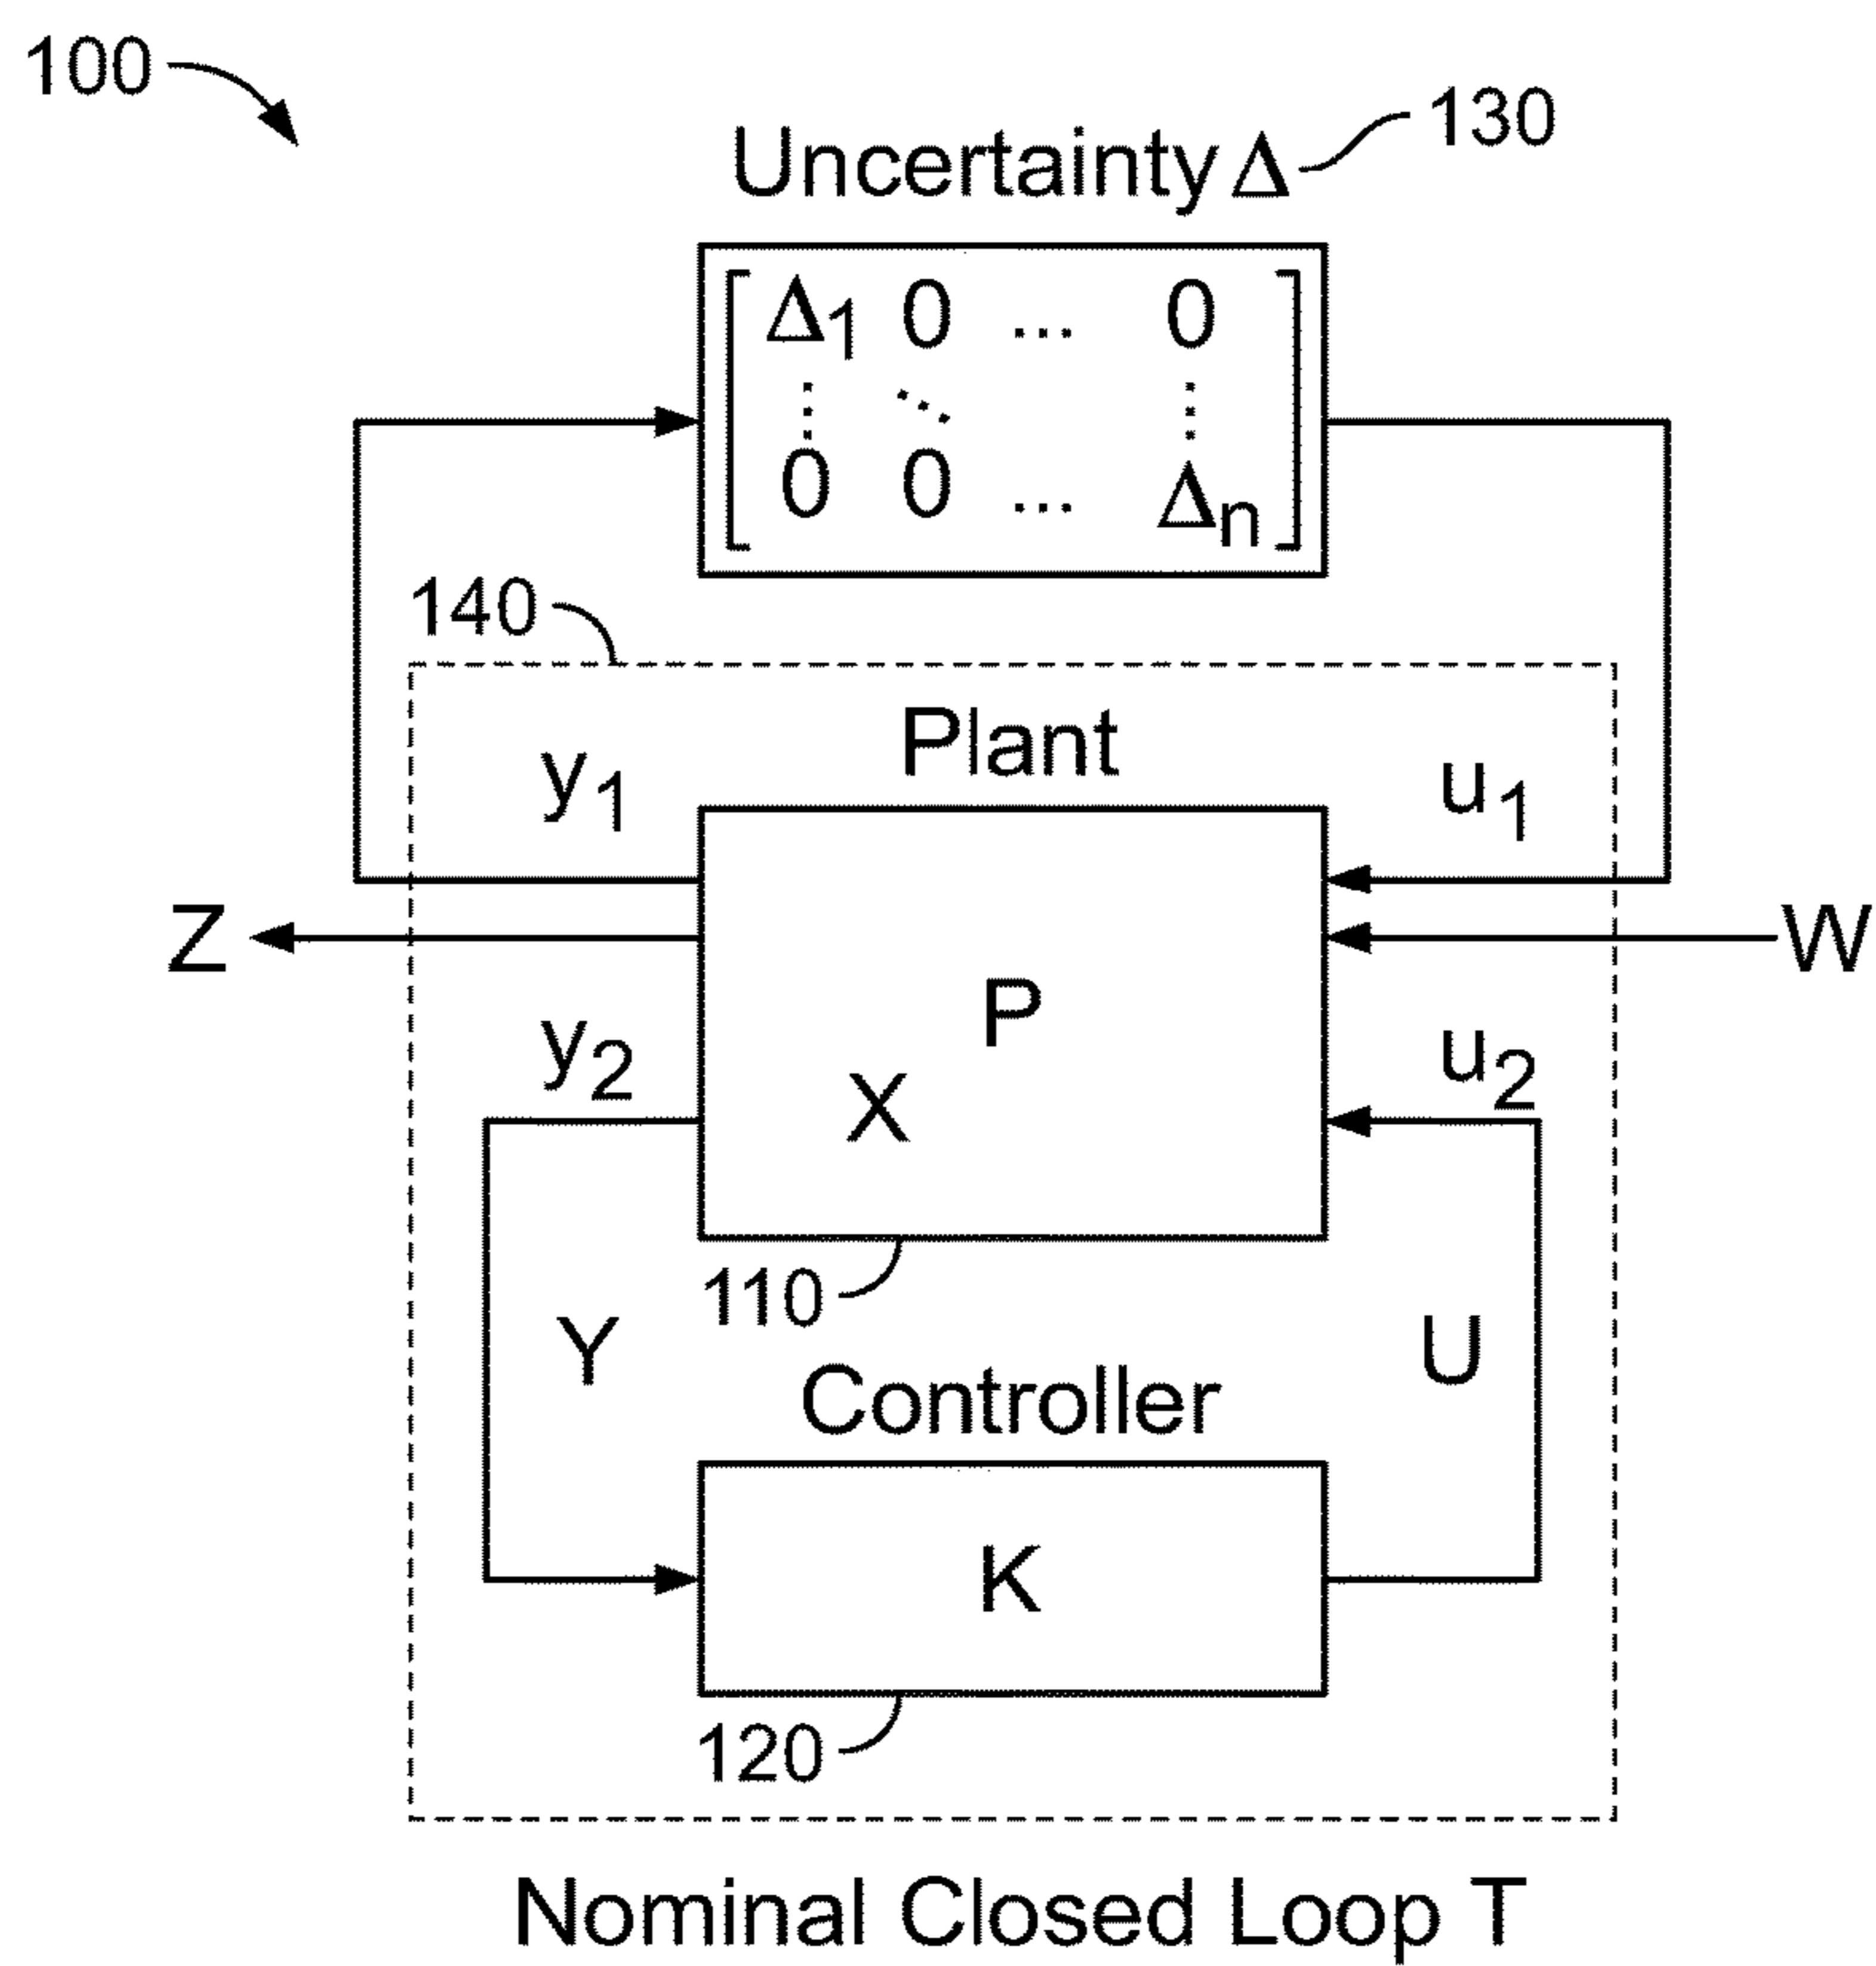 100
130
Uncertainty Δ
Δ1 0 ... 0
⋮ ⋱ ⋮
0 0 ... Δn
140
Plant
y1 u1
Z W
P
y2 u2
X
110
Y U
Controller
K
120
Nominal Closed Loop T